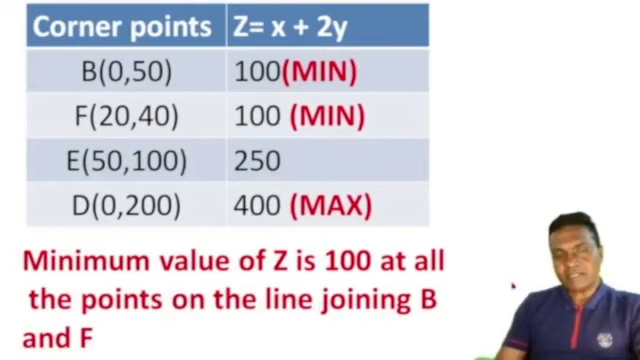 Corner points Z= x + 2y
B(0,50) 100(MIN)
F(20,40) 100 (MIN)
E(50,100) 250
D(0,200) 400 (MAX)
Minimum value of Z is 100 at all
the points on the line joining B
and F